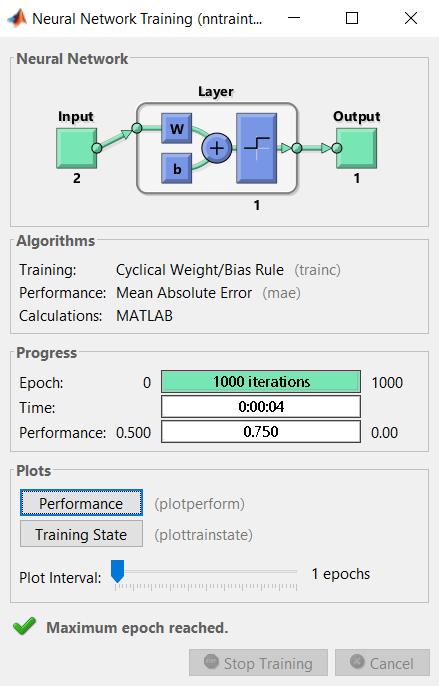 Neural Network Training (nntraint...
Neural Network
Layer
Input
Output
W
b
+
2
1
1
Algorithms
Training: Cyclical Weight/Bias Rule (trainc)
Performance: Mean Absolute Error (mae)
Calculations: MATLAB
Progress
Epoch: 0 1000 iterations 1000
Time: 0:00:04
Performance: 0.500 0.750 0.00
Plots
Performance (plotperform)
Training State (plottrainstate)
Plot Interval: 1 epochs
Maximum epoch reached.
Stop Training Cancel